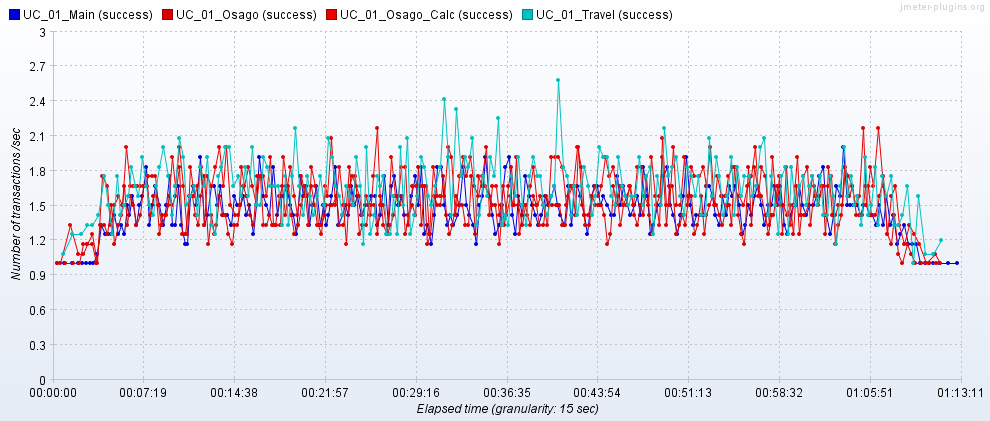 jmeter-plugins.org
UC_01_Main (success) UC_01_Osago (success) UC_01_Osago_Calc (success) UC_01_Travel (success)
3
2.7
2.4
2.1
1.8
1.5
1.2
0.9
0.6
0.3
0
Number of transactions/sec
00:00:00 00:07:19 00:14:38 00:21:57 00:29:16 00:36:35 00:43:54 00:51:13 00:58:32 01:05:51 01:13:11
Elapsed time (granularity: 15 sec)